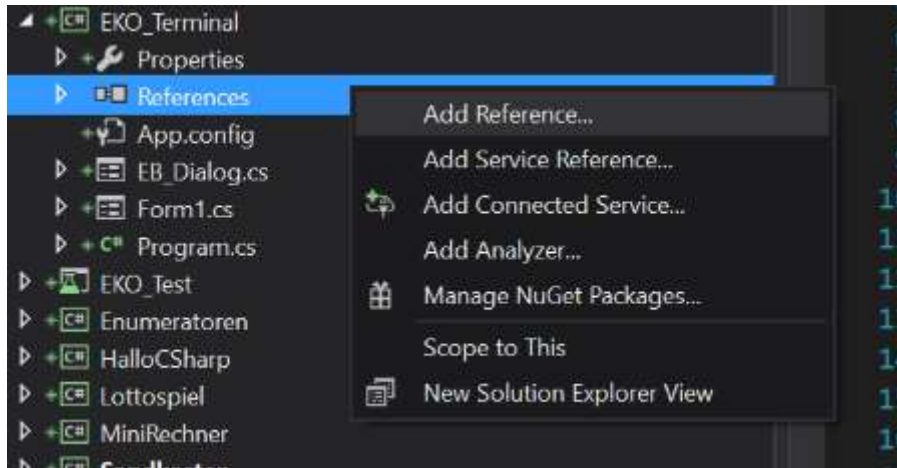 C# EKO_Terminal
Properties
References
App.config
EB_Dialog.cs
Form1.cs
C# Program.cs
EKO_Test
C# Enumeratoren
C# HalloCSharp
C# Lottospiel
C# MiniRechner
Add Reference...
Add Service Reference...
Add Connected Service...
Add Analyzer...
Manage NuGet Packages...
Scope to This
New Solution Explorer View